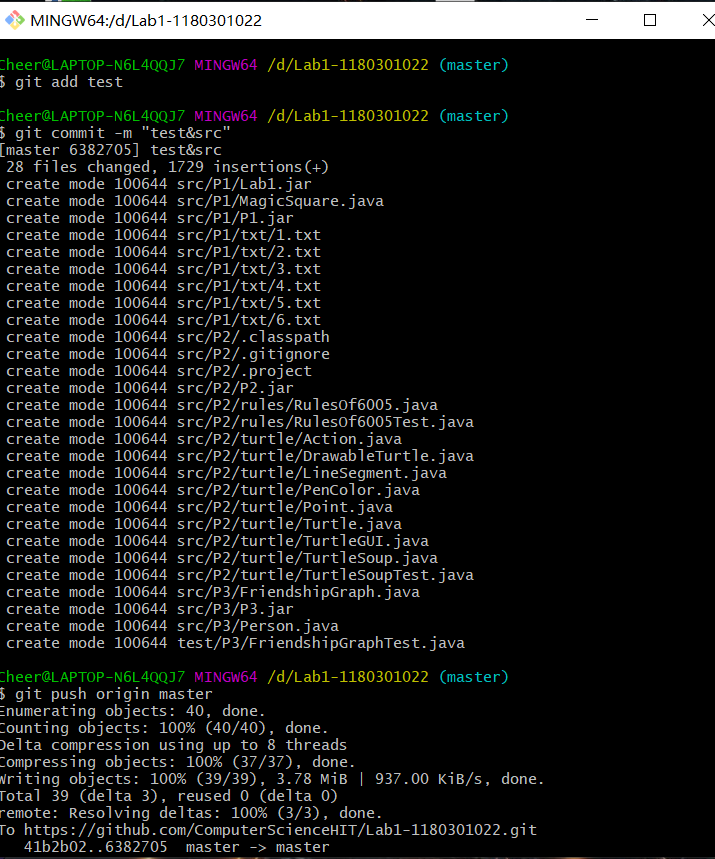 MINGW64:/d/Lab1-1180301022
Cheer@LAPTOP-N6L4QQJ7 MINGW64 /d/Lab1-1180301022 (master)
$ git add test
Cheer@LAPTOP-N6L4QQJ7 MINGW64 /d/Lab1-1180301022 (master)
$ git commit -m "test&src"
[master 6382705] test&src
28 files changed, 1729 insertions(+)
create mode 100644 src/P1/Lab1.jar
create mode 100644 src/P1/MagicSquare.java
create mode 100644 src/P1/P1.jar
create mode 100644 src/P1/txt/1.txt
create mode 100644 src/P1/txt/2.txt
create mode 100644 src/P1/txt/3.txt
create mode 100644 src/P1/txt/4.txt
create mode 100644 src/P1/txt/5.txt
create mode 100644 src/P1/txt/6.txt
create mode 100644 src/P2/.classpath
create mode 100644 src/P2/.gitignore
create mode 100644 src/P2/.project
create mode 100644 src/P2/P2.jar
create mode 100644 src/P2/rules/RulesOf6005.java
create mode 100644 src/P2/rules/RulesOf6005Test.java
create mode 100644 src/P2/turtle/Action.java
create mode 100644 src/P2/turtle/DrawableTurtle.java
create mode 100644 src/P2/turtle/LineSegment.java
create mode 100644 src/P2/turtle/PenColor.java
create mode 100644 src/P2/turtle/Point.java
create mode 100644 src/P2/turtle/Turtle.java
create mode 100644 src/P2/turtle/TurtleGUI.java
create mode 100644 src/P2/turtle/TurtleSoup.java
create mode 100644 src/P2/turtle/TurtleSoupTest.java
create mode 100644 src/P3/FriendshipGraph.java
create mode 100644 src/P3/P3.jar
create mode 100644 src/P3/Person.java
create mode 100644 test/P3/FriendshipGraphTest.java
Cheer@LAPTOP-N6L4QQJ7 MINGW64 /d/Lab1-1180301022 (master)
$ git push origin master
Enumerating objects: 40, done.
Counting objects: 100% (40/40), done.
Delta compression using up to 8 threads
Compressing objects: 100% (37/37), done.
Writing objects: 100% (39/39), 3.78 MiB | 937.00 KiB/s, done.
Total 39 (delta 3), reused 0 (delta 0)
remote: Resolving deltas: 100% (3/3), done.
To https://github.com/ComputerScienceHIT/Lab1-1180301022.git
41b2b02..6382705  master -> master